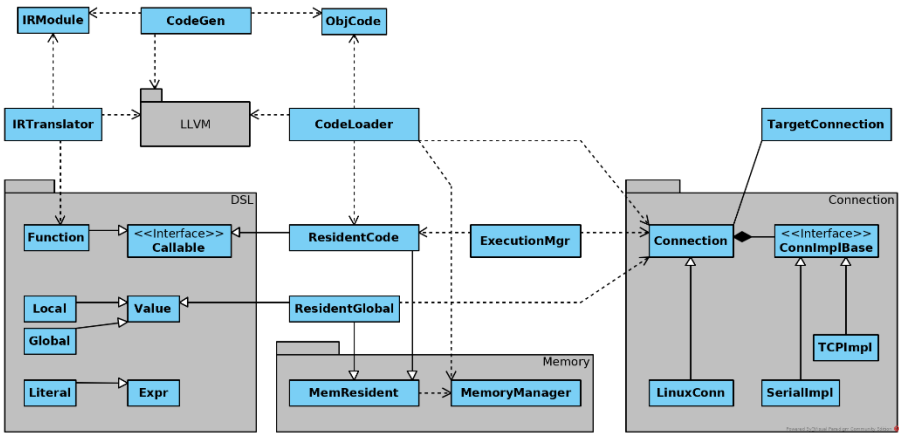 IRModule
CodeGen
ObjCode
IRTranslator
LLVM
CodeLoader
TargetConnection
DSL
Connection
Function
<<Interface>>
Callable
ResidentCode
ExecutionMgr
Connection
<<Interface>>
ConnImplBase
Local
Value
ResidentGlobal
Global
TCPImpl
Memory
Literal
Expr
MemResident
MemoryManager
LinuxConn
SerialImpl